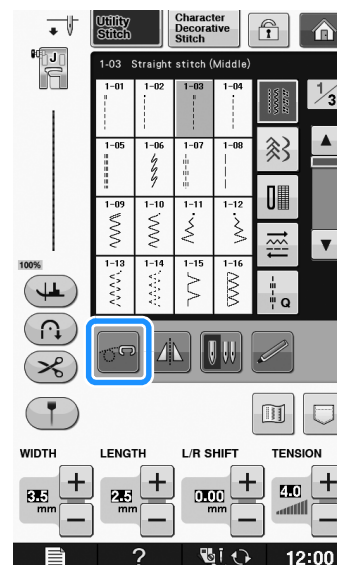 Utility Stitch
Character Decorative Stitch
J
1-03 Straight stitch (Middle)
1-01 1-02 1-03 1-04
1/3
1-05 1-06 1-07 1-08
1-09 1-10 1-11 1-12
1-13 1-14 1-15 1-16
Q
100%
WIDTH LENGTH L/R SHIFT TENSION
3.5 mm + − 2.5 mm + − 0.00 mm + − 4.0 + −
? 12:00